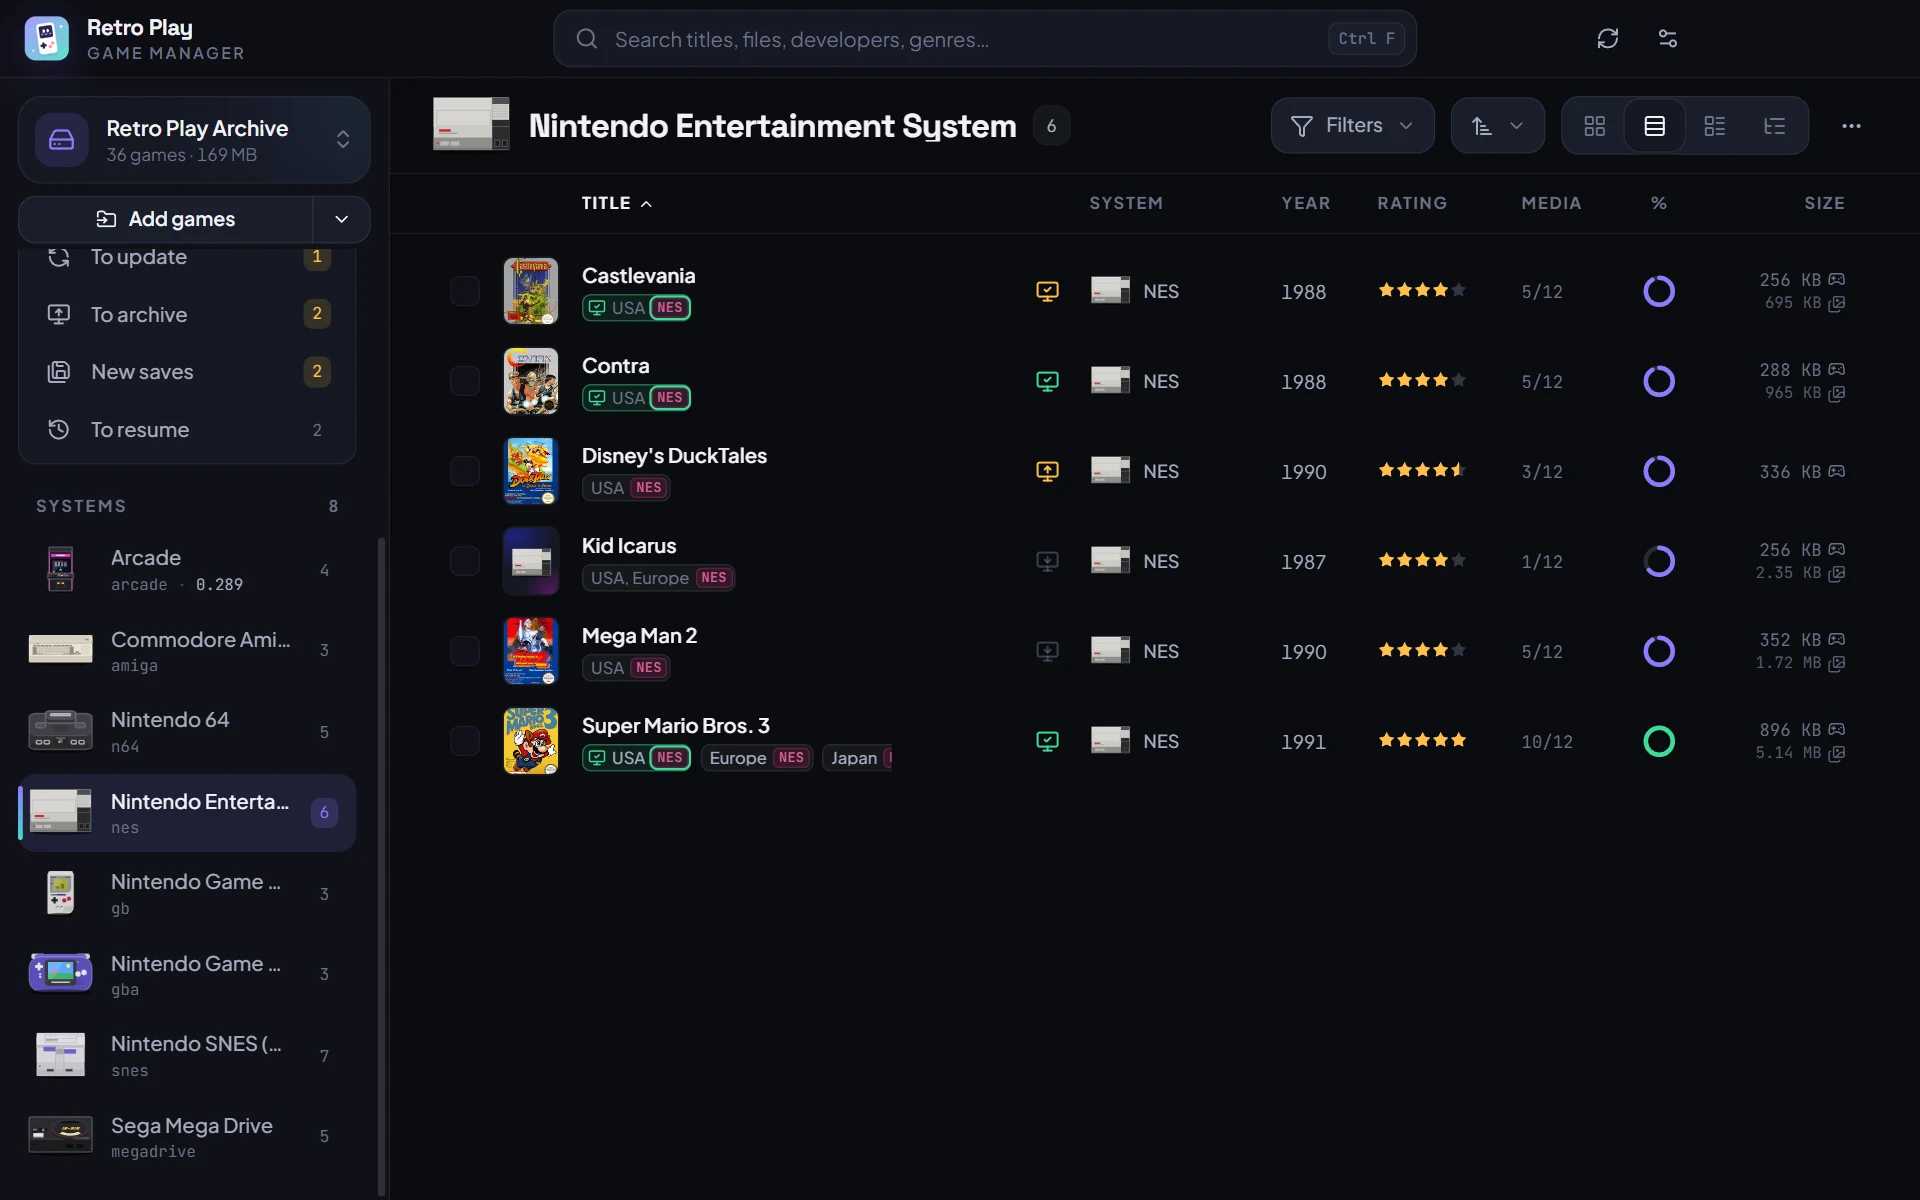 Retro Play
GAME MANAGER
Search titles, files, developers, genres…
Ctrl F
Retro Play Archive
36 games · 169 MB
Add games
To update 1
To archive 2
New saves 2
To resume 2
SYSTEMS 8
Arcade
arcade · 0.289
4
Commodore Ami…
amiga
3
Nintendo 64
n64
5
Nintendo Enterta…
nes
6
Nintendo Game …
gb
3
Nintendo Game …
gba
3
Nintendo SNES (…
snes
7
Sega Mega Drive
megadrive
5
Nintendo Entertainment System 6
Filters
TITLE SYSTEM YEAR RATING MEDIA % SIZE
Castlevania
USA NES
NES 1988 5/12
256 KB
695 KB
Contra
USA NES
NES 1988 5/12
288 KB
965 KB
Disney's DuckTales
USA NES
NES 1990 3/12
336 KB
Kid Icarus
USA, Europe NES
NES 1987 1/12
256 KB
2.35 KB
Mega Man 2
USA NES
NES 1990 5/12
352 KB
1.72 MB
Super Mario Bros. 3
USA NES Europe NES Japan
NES 1991 10/12
896 KB
5.14 MB